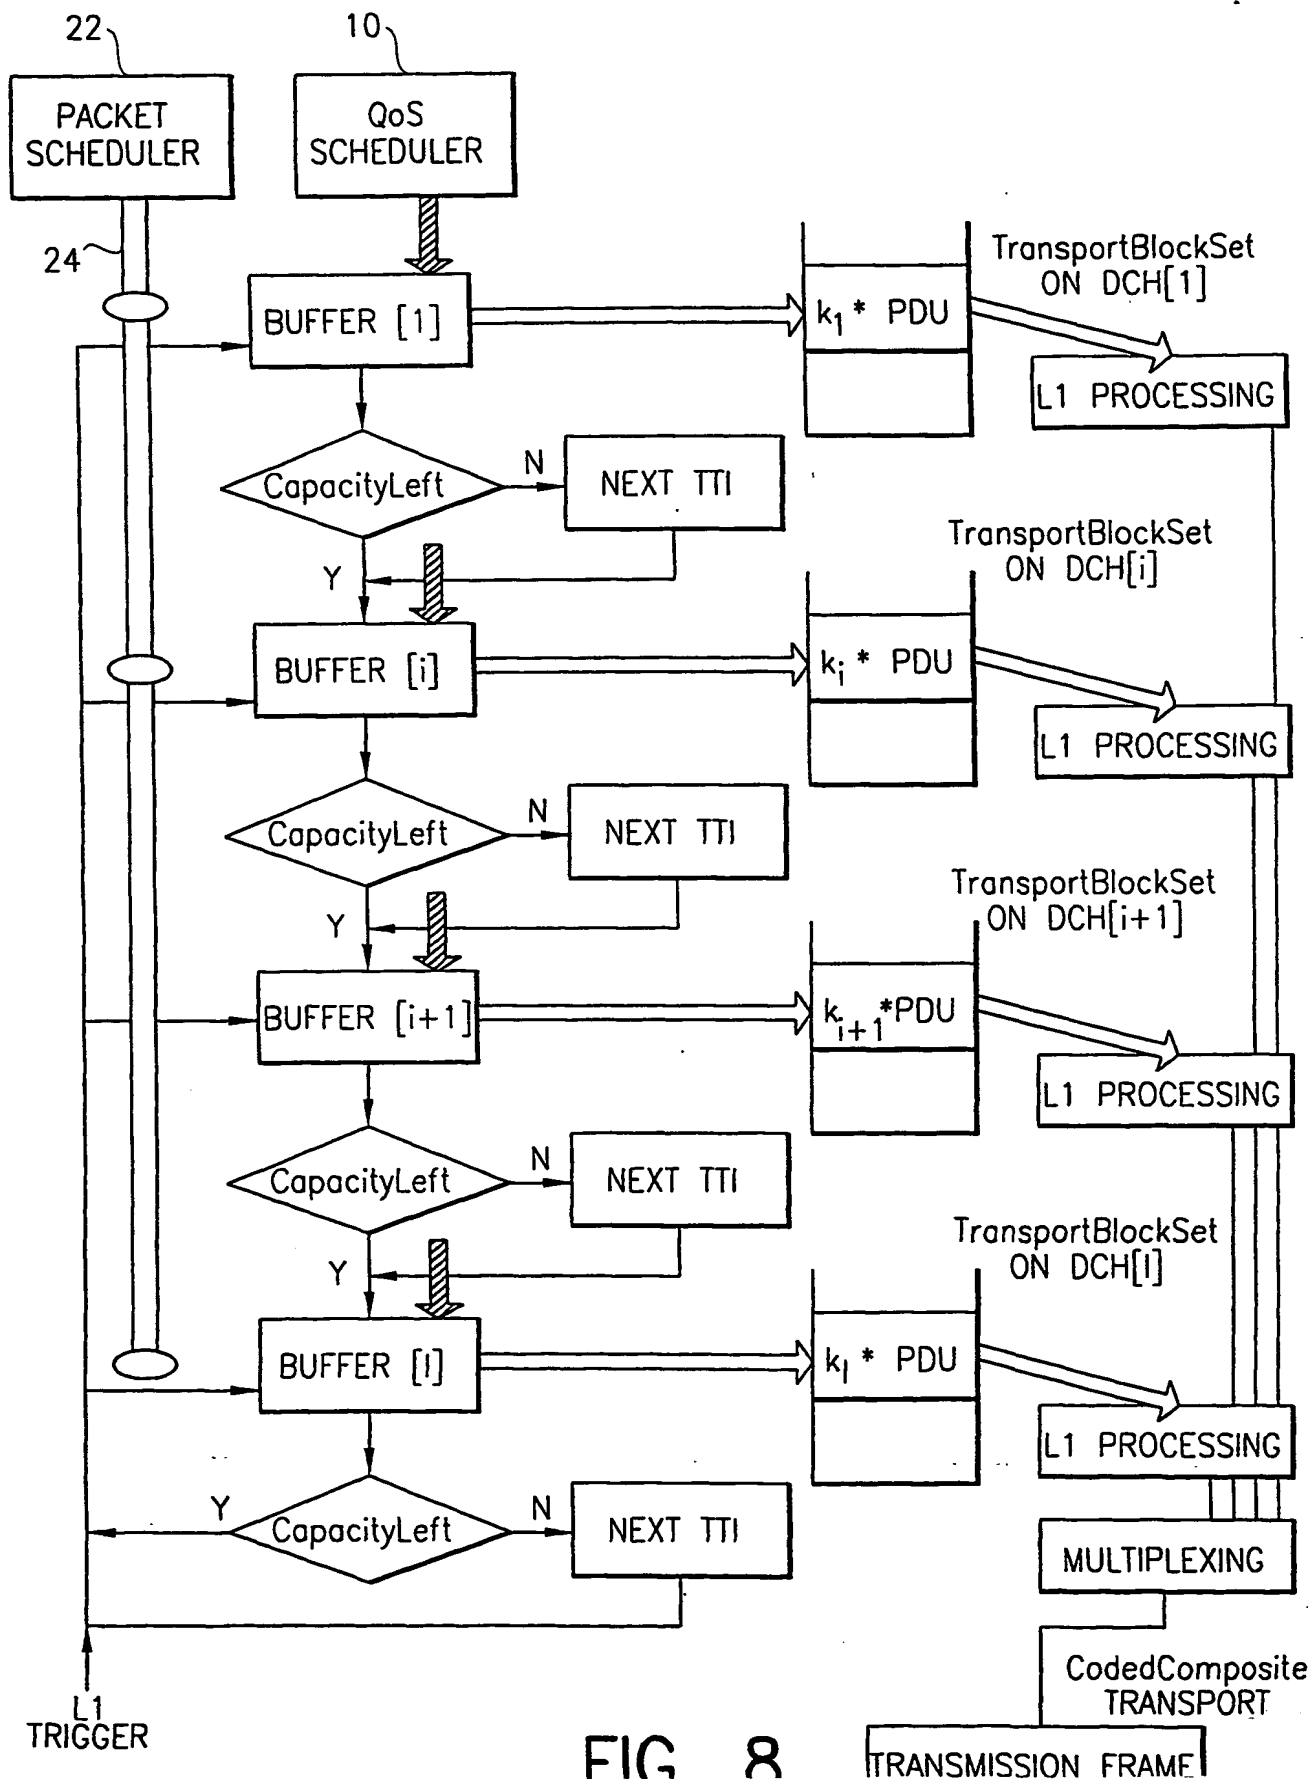 22
10
PACKET
SCHEDULER
QoS
SCHEDULER
24
BUFFER [1]
k1 * PDU
TransportBlockSet
ON DCH[1]
L1 PROCESSING
CapacityLeft
N
NEXT TTI
Y
TransportBlockSet
ON DCH[i]
BUFFER [i]
ki * PDU
L1 PROCESSING
CapacityLeft
N
NEXT TTI
Y
TransportBlockSet
ON DCH[i+1]
BUFFER [i+1]
ki+1*PDU
L1 PROCESSING
CapacityLeft
N
NEXT TTI
Y
TransportBlockSet
ON DCH[I]
BUFFER [I]
kI * PDU
L1 PROCESSING
Y
CapacityLeft
N
NEXT TTI
MULTIPLEXING
CodedComposite
TRANSPORT
L1
TRIGGER
FIG. 8
TRANSMISSION FRAME